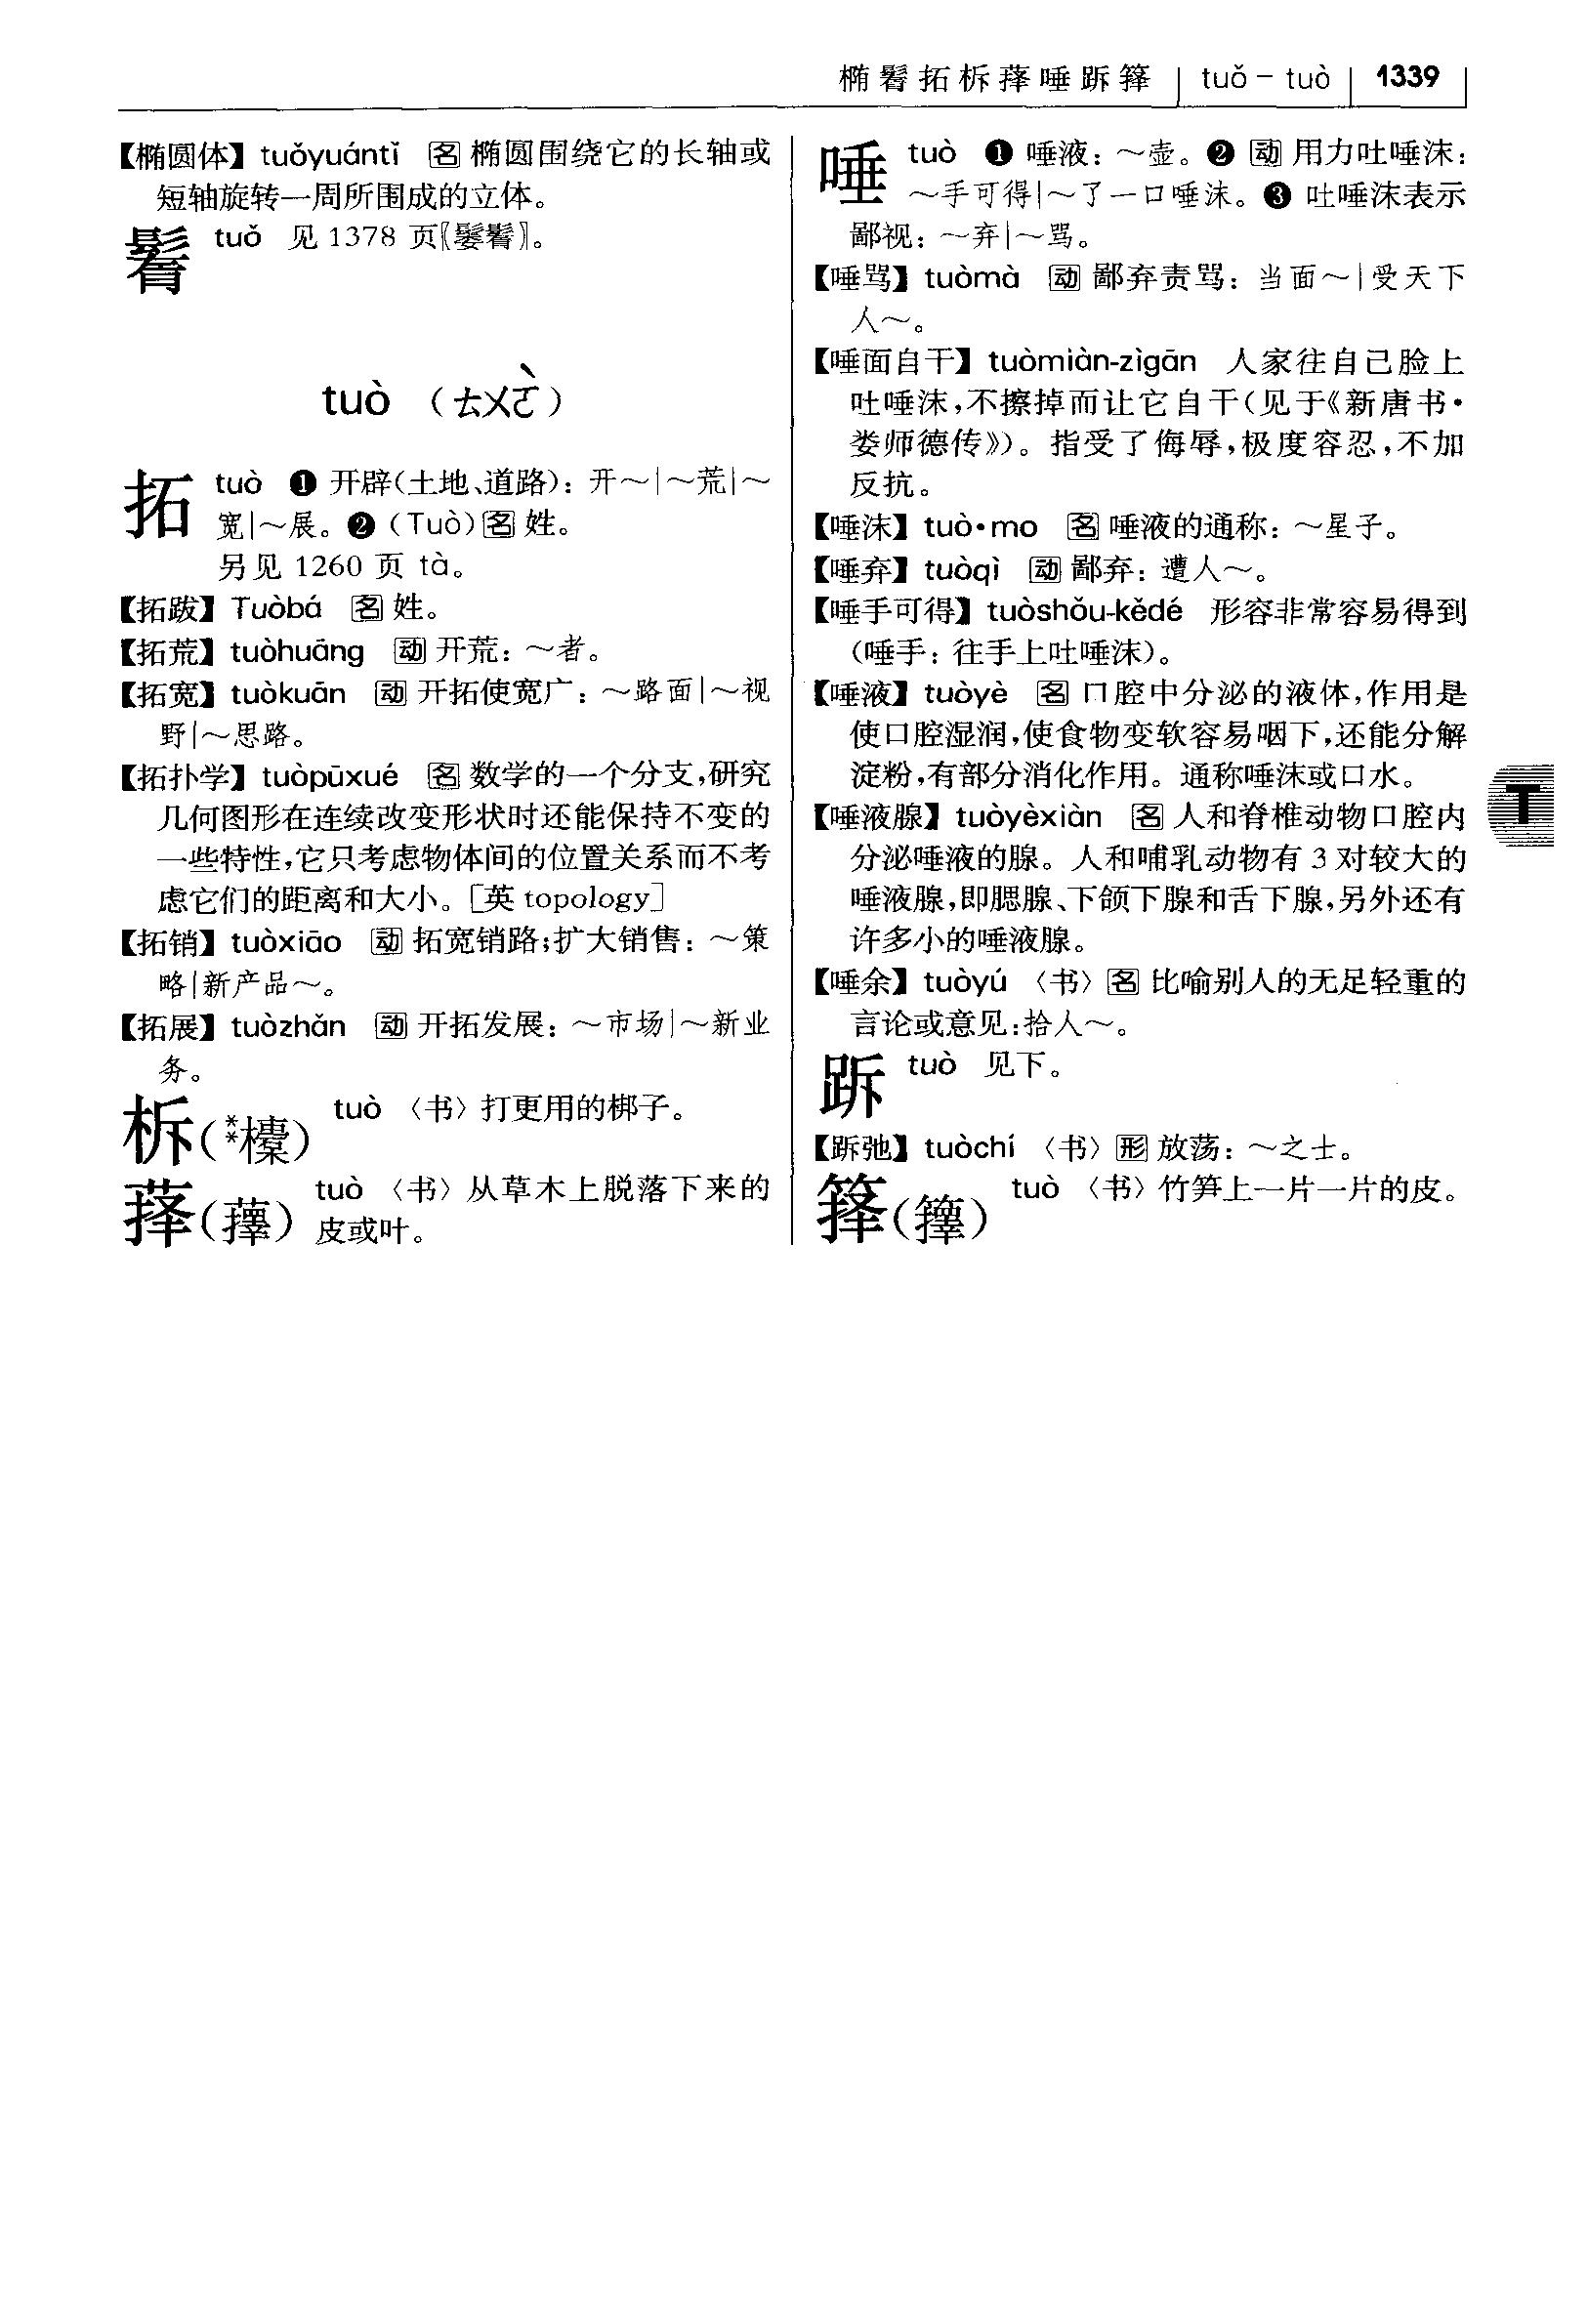 椭鬌拓柝萚唾跅箨 tuǒ－tuò 1339
【椭圆体】tuǒyuántǐ 名 椭圆围绕它的长轴或
短轴旋转一周所围成的立体。
鬌 tuǒ 见 1378 页〖鬖鬌〗。
tuò （ㄊㄨㄛˋ）
拓 tuò ❶ 开辟（土地、道路）：开～|～荒|～
宽|～展。❷（Tuò）名 姓。
另见 1260 页 tà。
【拓跋】Tuòbá 名 姓。
【拓荒】tuòhuāng 动 开荒：～者。
【拓宽】tuòkuān 动 开拓使宽广：～路面|～视
野|～思路。
【拓扑学】tuòpūxué 名 数学的一个分支，研究
几何图形在连续改变形状时还能保持不变的
一些特性，它只考虑物体间的位置关系而不考
虑它们的距离和大小。[英 topology]
【拓销】tuòxiāo 动 拓宽销路；扩大销售：～策
略|新产品～。
【拓展】tuòzhǎn 动 开拓发展：～市场|～新业
务。
柝（**欜） tuò 〈书〉打更用的梆子。
萚（蘀） tuò 〈书〉从草木上脱落下来的
皮或叶。
唾 tuò ❶ 唾液：～壶。❷ 动 用力吐唾沫：
～手可得|～了一口唾沫。❸ 吐唾沫表示
鄙视：～弃|～骂。
【唾骂】tuòmà 动 鄙弃责骂：当面～|受天下
人～。
【唾面自干】tuòmiàn-zìgān 人家往自己脸上
吐唾沫，不擦掉而让它自干（见于《新唐书·
娄师德传》）。指受了侮辱，极度容忍，不加
反抗。
【唾沫】tuò·mo 名 唾液的通称：～星子。
【唾弃】tuòqì 动 鄙弃：遭人～。
【唾手可得】tuòshǒu-kědé 形容非常容易得到
（唾手：往手上吐唾沫）。
【唾液】tuòyè 名 口腔中分泌的液体，作用是
使口腔湿润，使食物变软容易咽下，还能分解
淀粉，有部分消化作用。通称唾沫或口水。
【唾液腺】tuòyèxiàn 名 人和脊椎动物口腔内
分泌唾液的腺。人和哺乳动物有 3 对较大的
唾液腺，即腮腺、下颌下腺和舌下腺，另外还有
许多小的唾液腺。
【唾余】tuòyú 〈书〉名 比喻别人的无足轻重的
言论或意见：拾人～。
跅 tuò 见下。
【跅弛】tuòchí 〈书〉形 放荡：～之士。
箨（籜） tuò 〈书〉竹笋上一片一片的皮。
T